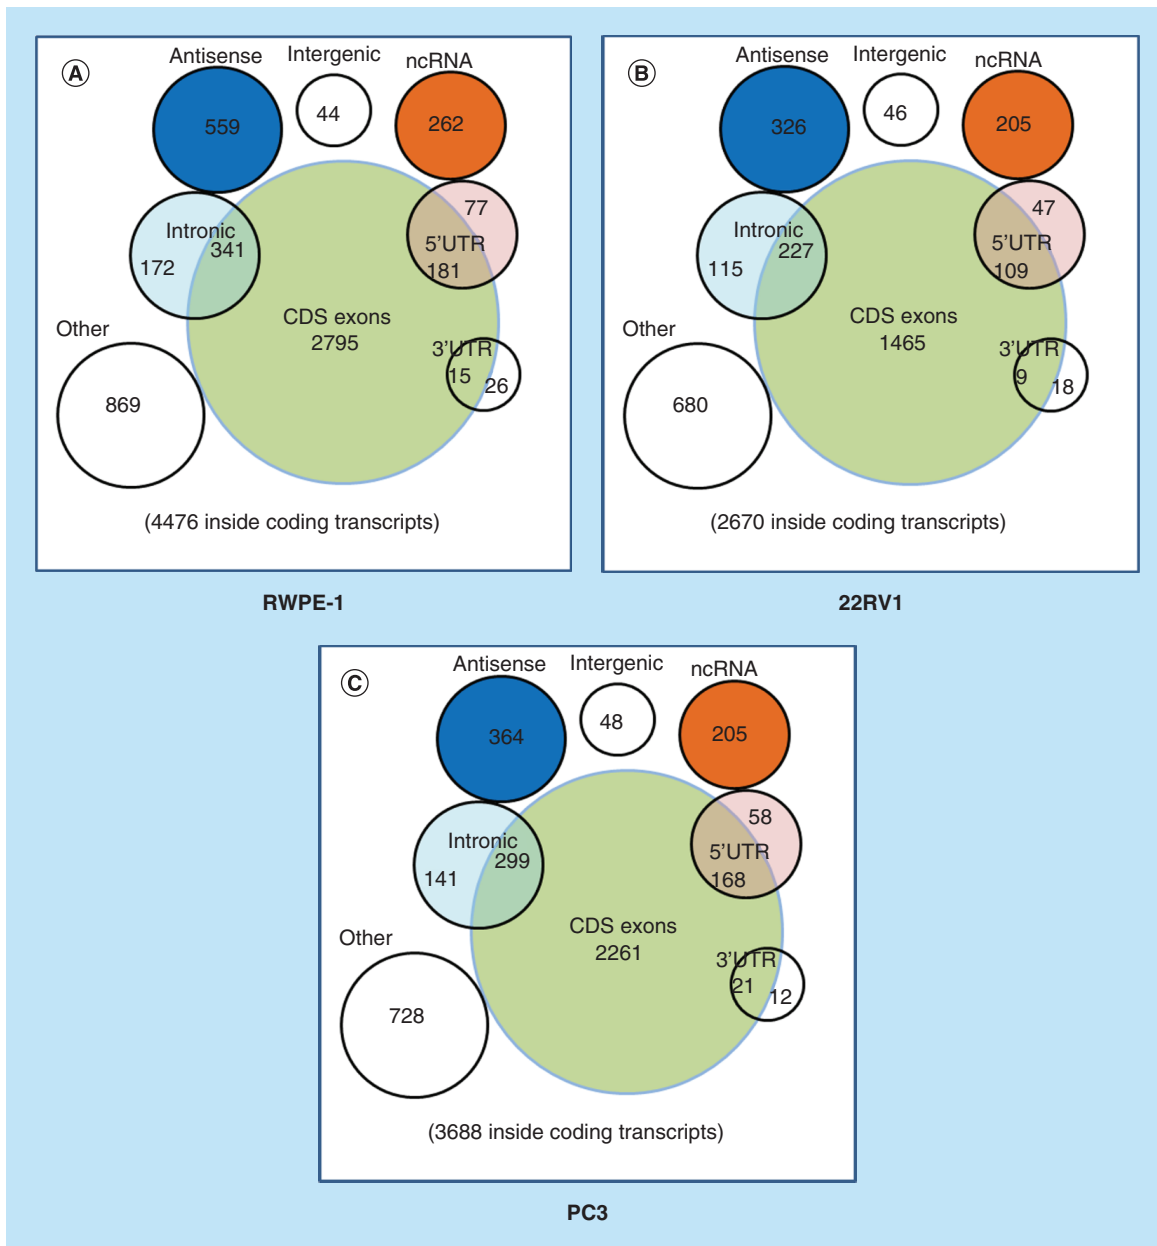 A
Antisense
Intergenic
ncRNA
559
44
262
Intronic
341
172
77
5'UTR
181
CDS exons
2795
3'UTR
15
26
Other
869
(4476 inside coding transcripts)
RWPE-1
B
Antisense
Intergenic
ncRNA
326
46
205
Intronic
227
115
47
5'UTR
109
CDS exons
1465
3'UTR
9
18
Other
680
(2670 inside coding transcripts)
22RV1
C
Antisense
Intergenic
ncRNA
364
48
205
Intronic
299
141
58
5'UTR
168
CDS exons
2261
3'UTR
21
12
Other
728
(3688 inside coding transcripts)
PC3